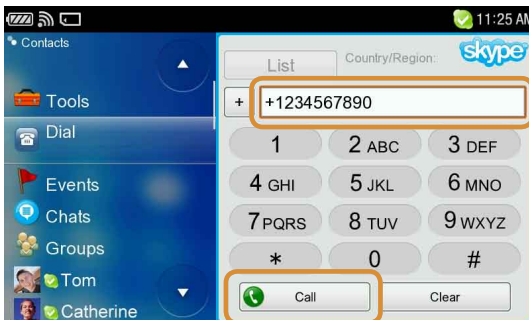 11:25 AM
Contacts
Tools
Dial
Events
Chats
Groups
Tom
Catherine
List
Country/Region:
skype
+
+1234567890
1
2 ABC
3 DEF
4 GHI
5 JKL
6 MNO
7 PQRS
8 TUV
9 WXYZ
*
0
#
Call
Clear